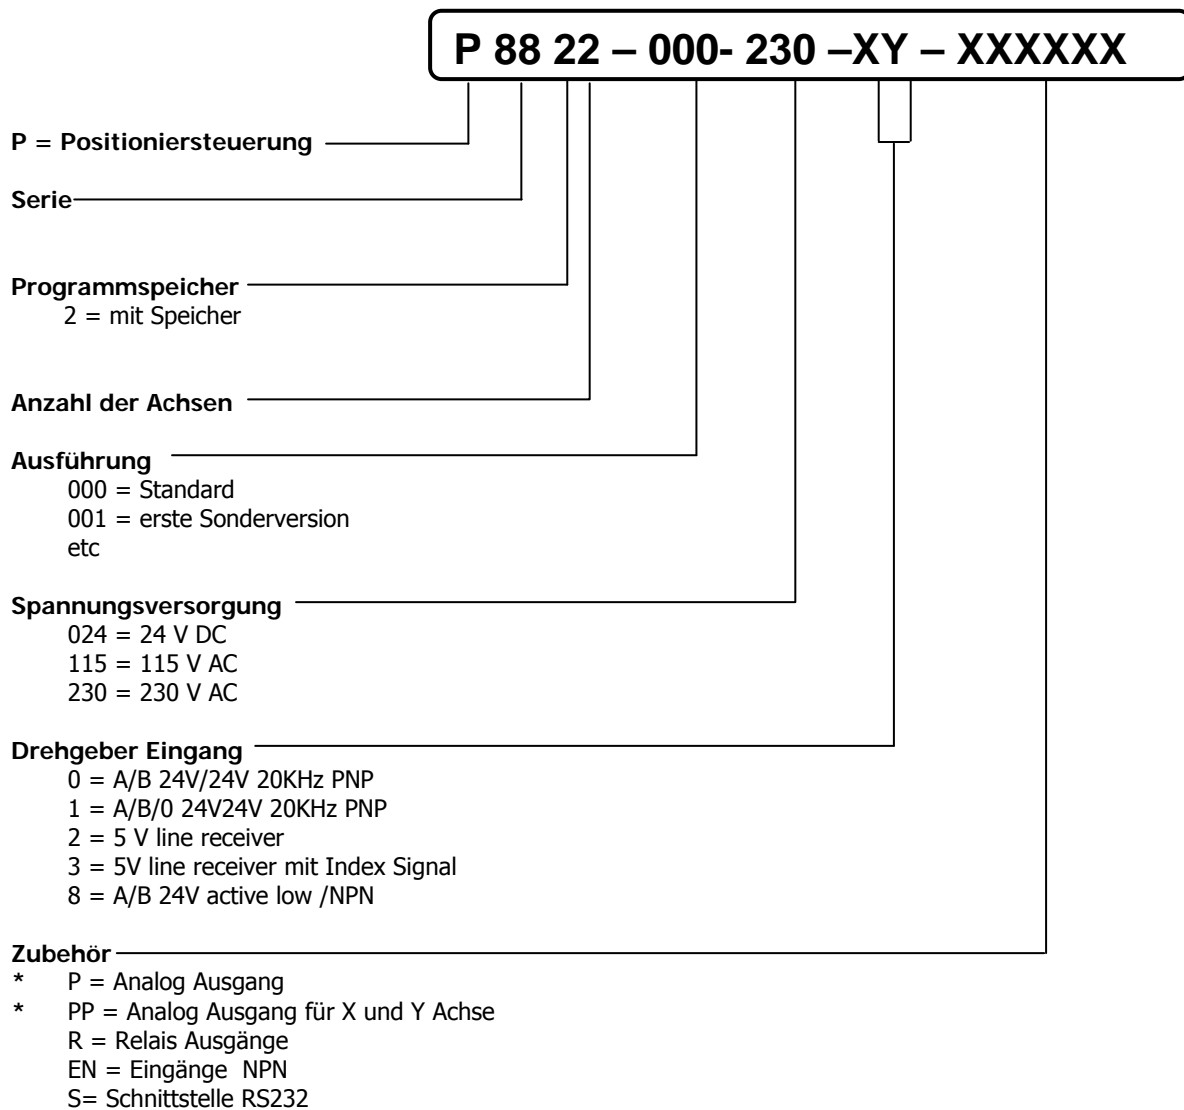 P 88 22 – 000- 230 –XY – XXXXXX
P = Positioniersteuerung
Serie
Programmspeicher
2 = mit Speicher
Anzahl der Achsen
Ausführung
000 = Standard
001 = erste Sonderversion
etc
Spannungsversorgung
024 = 24 V DC
115 = 115 V AC
230 = 230 V AC
Drehgeber Eingang
0 = A/B 24V/24V 20KHz PNP
1 = A/B/0 24V24V 20KHz PNP
2 = 5 V line receiver
3 = 5V line receiver mit Index Signal
8 = A/B 24V active low /NPN
Zubehör
* P = Analog Ausgang
* PP = Analog Ausgang für X und Y Achse
R = Relais Ausgänge
EN = Eingänge NPN
S= Schnittstelle RS232